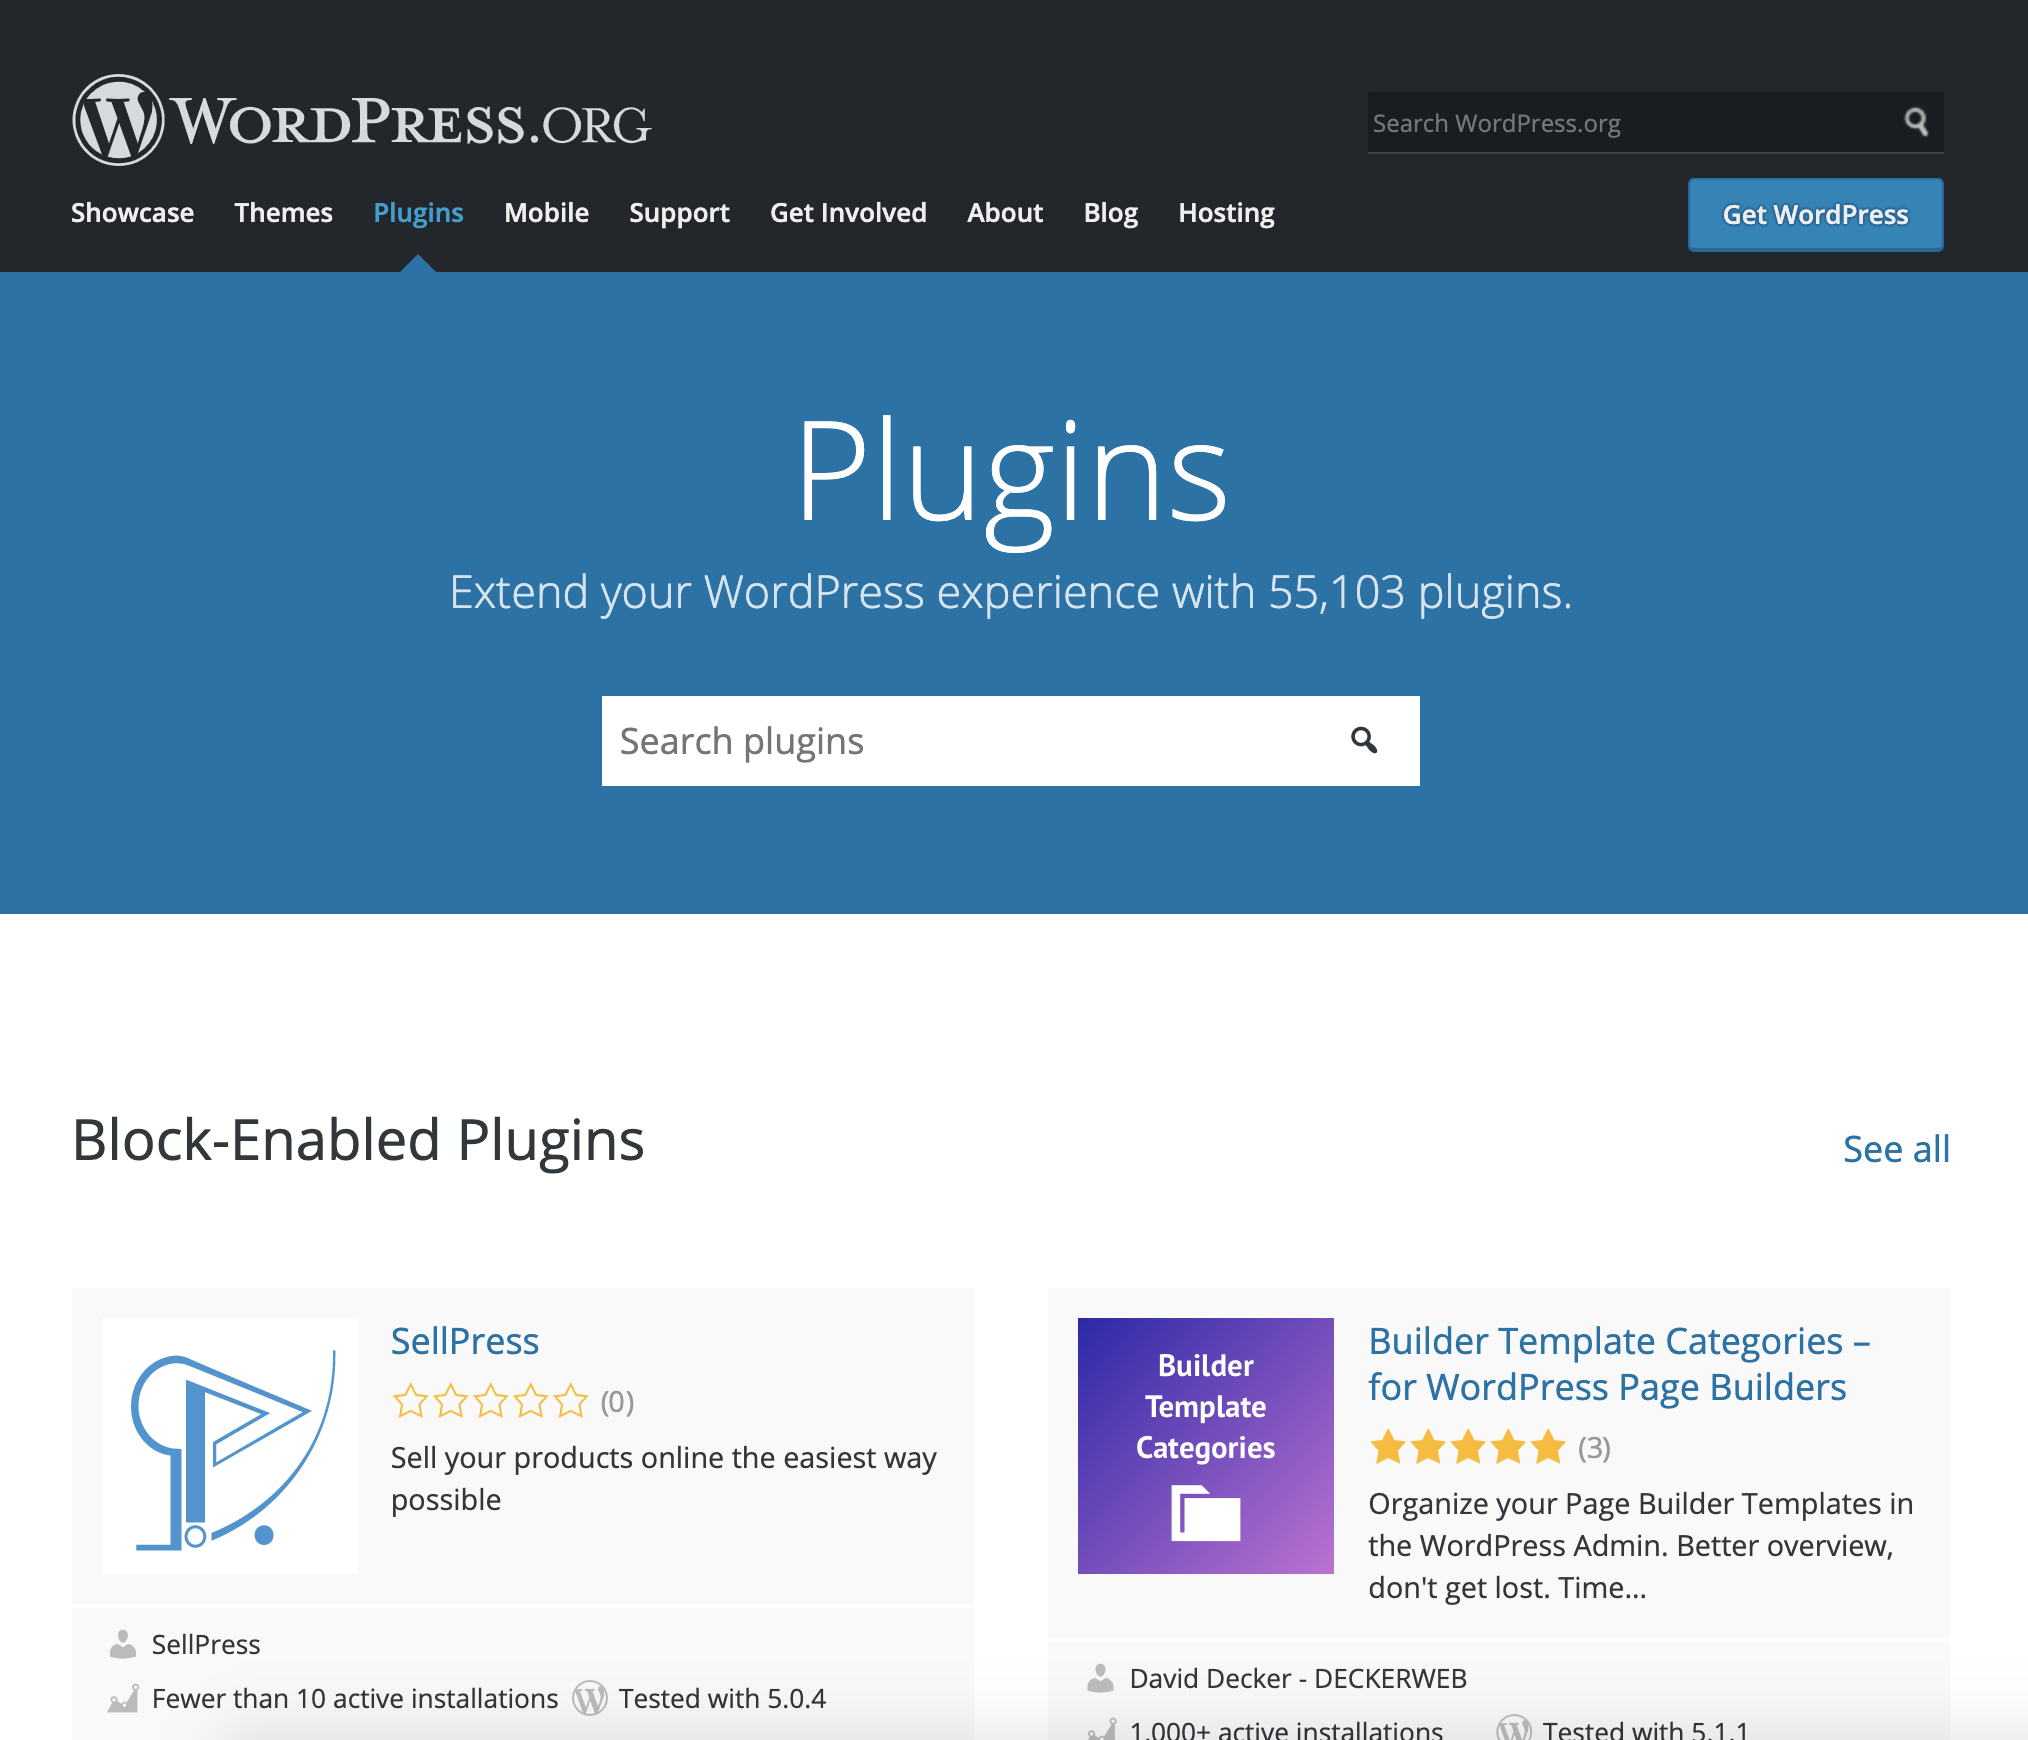 WORDPRESS.ORG
Search WordPress.org
Showcase Themes Plugins Mobile Support Get Involved About Blog Hosting
Get WordPress
Plugins
Extend your WordPress experience with 55,103 plugins.
Search plugins
Block-Enabled Plugins
See all
SellPress
(0)
Sell your products online the easiest way
possible
SellPress
Fewer than 10 active installations
Tested with 5.0.4
Builder
Template
Categories
Builder Template Categories –
for WordPress Page Builders
(3)
Organize your Page Builder Templates in
the WordPress Admin. Better overview,
don't get lost. Time...
David Decker - DECKERWEB
1,000+ active installations
Tested with 5.1.1